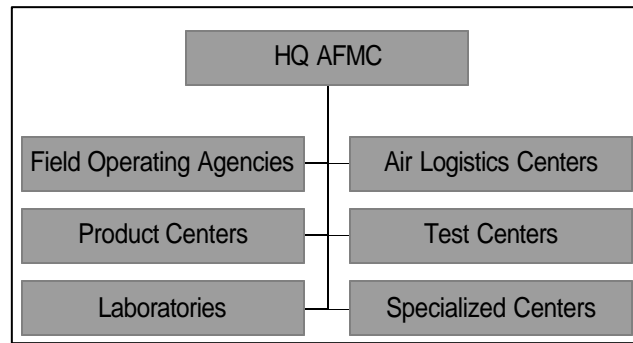 HQ AFMC
Field Operating Agencies
Air Logistics Centers
Product Centers
Test Centers
Laboratories
Specialized Centers